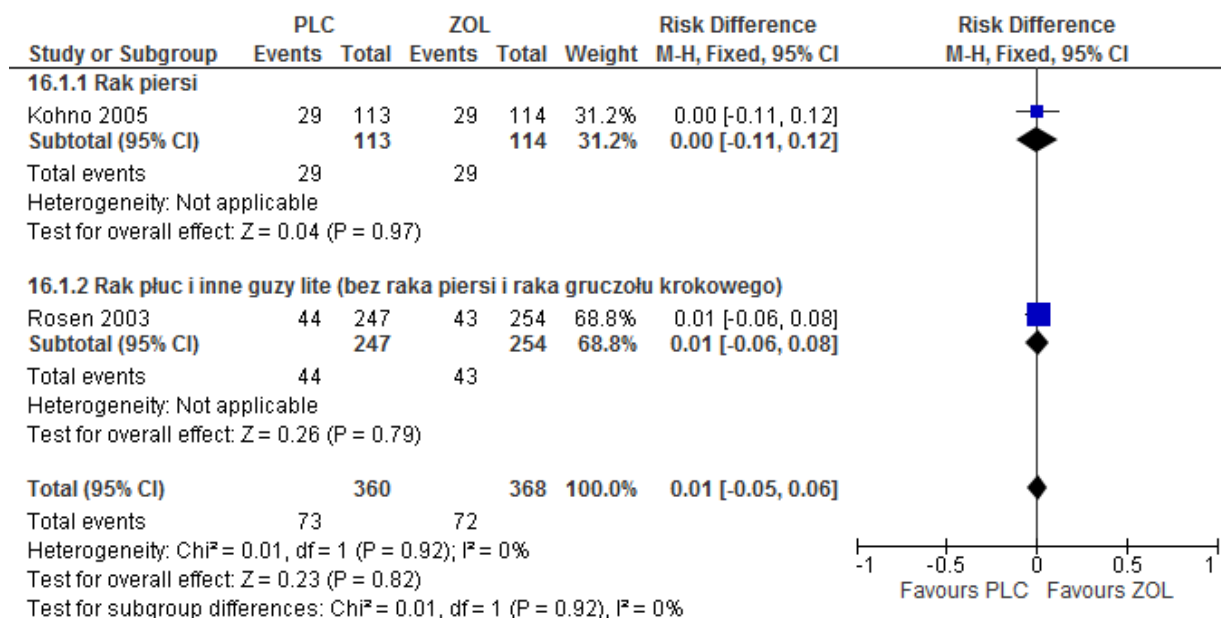 PLC ZOL Risk Difference Risk Difference
Study or Subgroup Events Total Events Total Weight M-H, Fixed, 95% CI M-H, Fixed, 95% CI
16.1.1 Rak piersi
Kohno 2005 29 113 29 114 31.2% 0.00 [-0.11, 0.12]
Subtotal (95% CI) 113 114 31.2% 0.00 [-0.11, 0.12]
Total events 29 29
Heterogeneity: Not applicable
Test for overall effect: Z = 0.04 (P = 0.97)
16.1.2 Rak płuc i inne guzy lite (bez raka piersi i raka gruczołu krokowego)
Rosen 2003 44 247 43 254 68.8% 0.01 [-0.06, 0.08]
Subtotal (95% CI) 247 254 68.8% 0.01 [-0.06, 0.08]
Total events 44 43
Heterogeneity: Not applicable
Test for overall effect: Z = 0.26 (P = 0.79)
Total (95% CI) 360 368 100.0% 0.01 [-0.05, 0.06]
Total events 73 72
Heterogeneity: Chi² = 0.01, df = 1 (P = 0.92); I² = 0%
Test for overall effect: Z = 0.23 (P = 0.82)
Test for subgroup differences: Chi² = 0.01, df = 1 (P = 0.92), I² = 0%
-1 -0.5 0 0.5 1
Favours PLC Favours ZOL